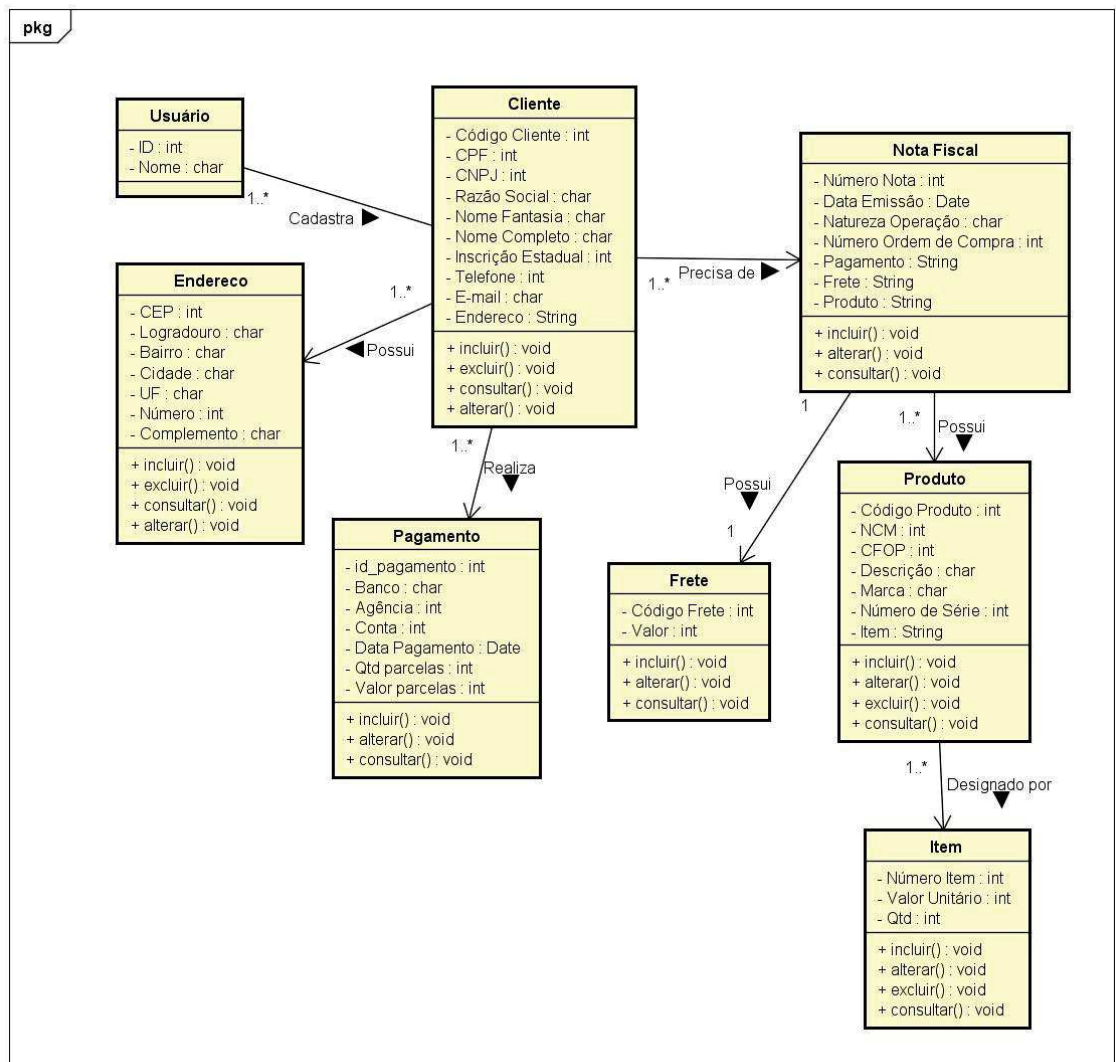 pkg
Usuário
- ID : int
- Nome : char
1..*
Cadastra
Cliente
- Código Cliente : int
- CPF : int
- CNPJ : int
- Razão Social : char
- Nome Fantasia : char
- Nome Completo : char
- Inscrição Estadual : int
- Telefone : int
- E-mail : char
- Endereco : String
+ incluir() : void
+ excluir() : void
+ consultar() : void
+ alterar() : void
1..*
Precisa de
Nota Fiscal
- Número Nota : int
- Data Emissão : Date
- Natureza Operação : char
- Número Ordem de Compra : int
- Pagamento : String
- Frete : String
- Produto : String
+ incluir() : void
+ alterar() : void
+ consultar() : void
Endereco
- CEP : int
- Logradouro : char
- Bairro : char
- Cidade : char
- UF : char
- Número : int
- Complemento : char
+ incluir() : void
+ excluir() : void
+ consultar() : void
+ alterar() : void
1..*
Possui
1..*
Realiza
Pagamento
- id_pagamento : int
- Banco : char
- Agência : int
- Conta : int
- Data Pagamento : Date
- Qtd parcelas : int
- Valor parcelas : int
+ incluir() : void
+ alterar() : void
+ consultar() : void
1
Possui
1
Frete
- Código Frete : int
- Valor : int
+ incluir() : void
+ alterar() : void
+ consultar() : void
1..*
Possui
Produto
- Código Produto : int
- NCM : int
- CFOP : int
- Descrição : char
- Marca : char
- Número de Série : int
- Item : String
+ incluir() : void
+ alterar() : void
+ excluir() : void
+ consultar() : void
1..*
Designado por
Item
- Número Item : int
- Valor Unitário : int
- Qtd : int
+ incluir() : void
+ alterar() : void
+ excluir() : void
+ consultar() : void